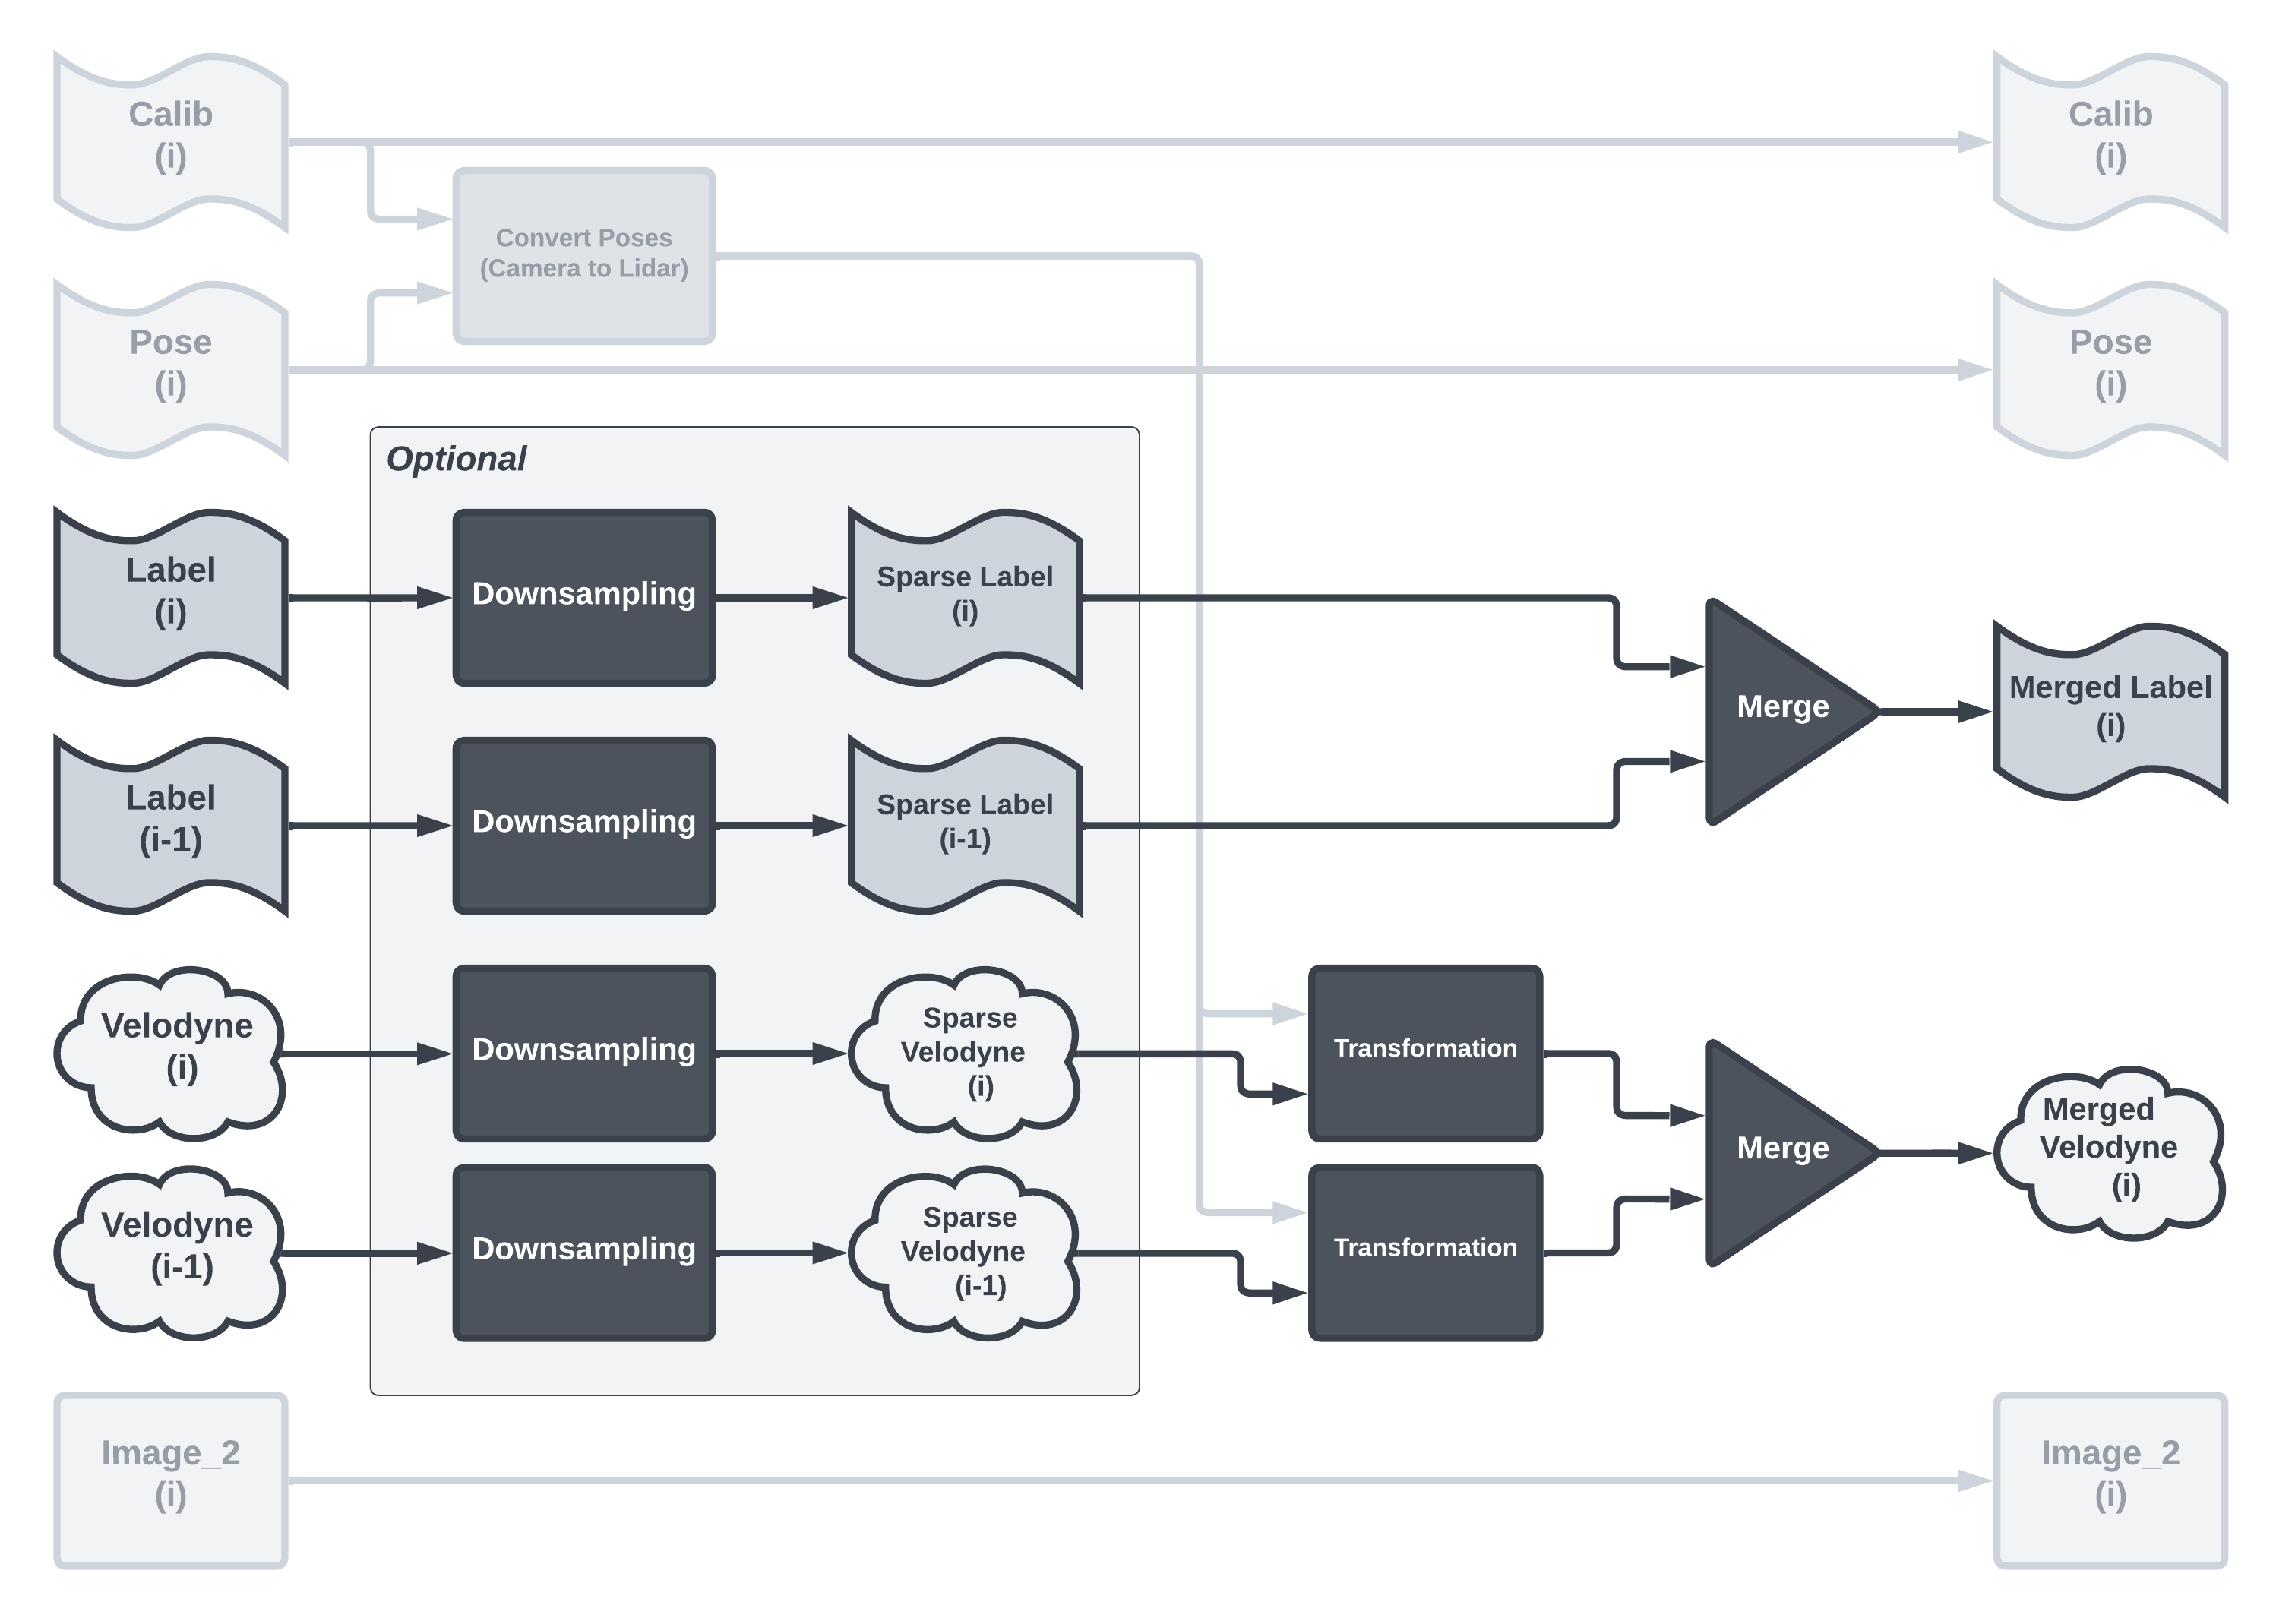 Calib
(i)
Calib
(i)
Convert Poses
(Camera to Lidar)
Pose
(i)
Pose
(i)
Optional
Label
(i)
Downsampling
Sparse Label
(i)
Merge
Merged Label
(i)
Label
(i-1)
Downsampling
Sparse Label
(i-1)
Velodyne
(i)
Downsampling
Sparse
Velodyne
(i)
Transformation
Merge
Merged
Velodyne
(i)
Velodyne
(i-1)
Downsampling
Sparse
Velodyne
(i-1)
Transformation
Image_2
(i)
Image_2
(i)